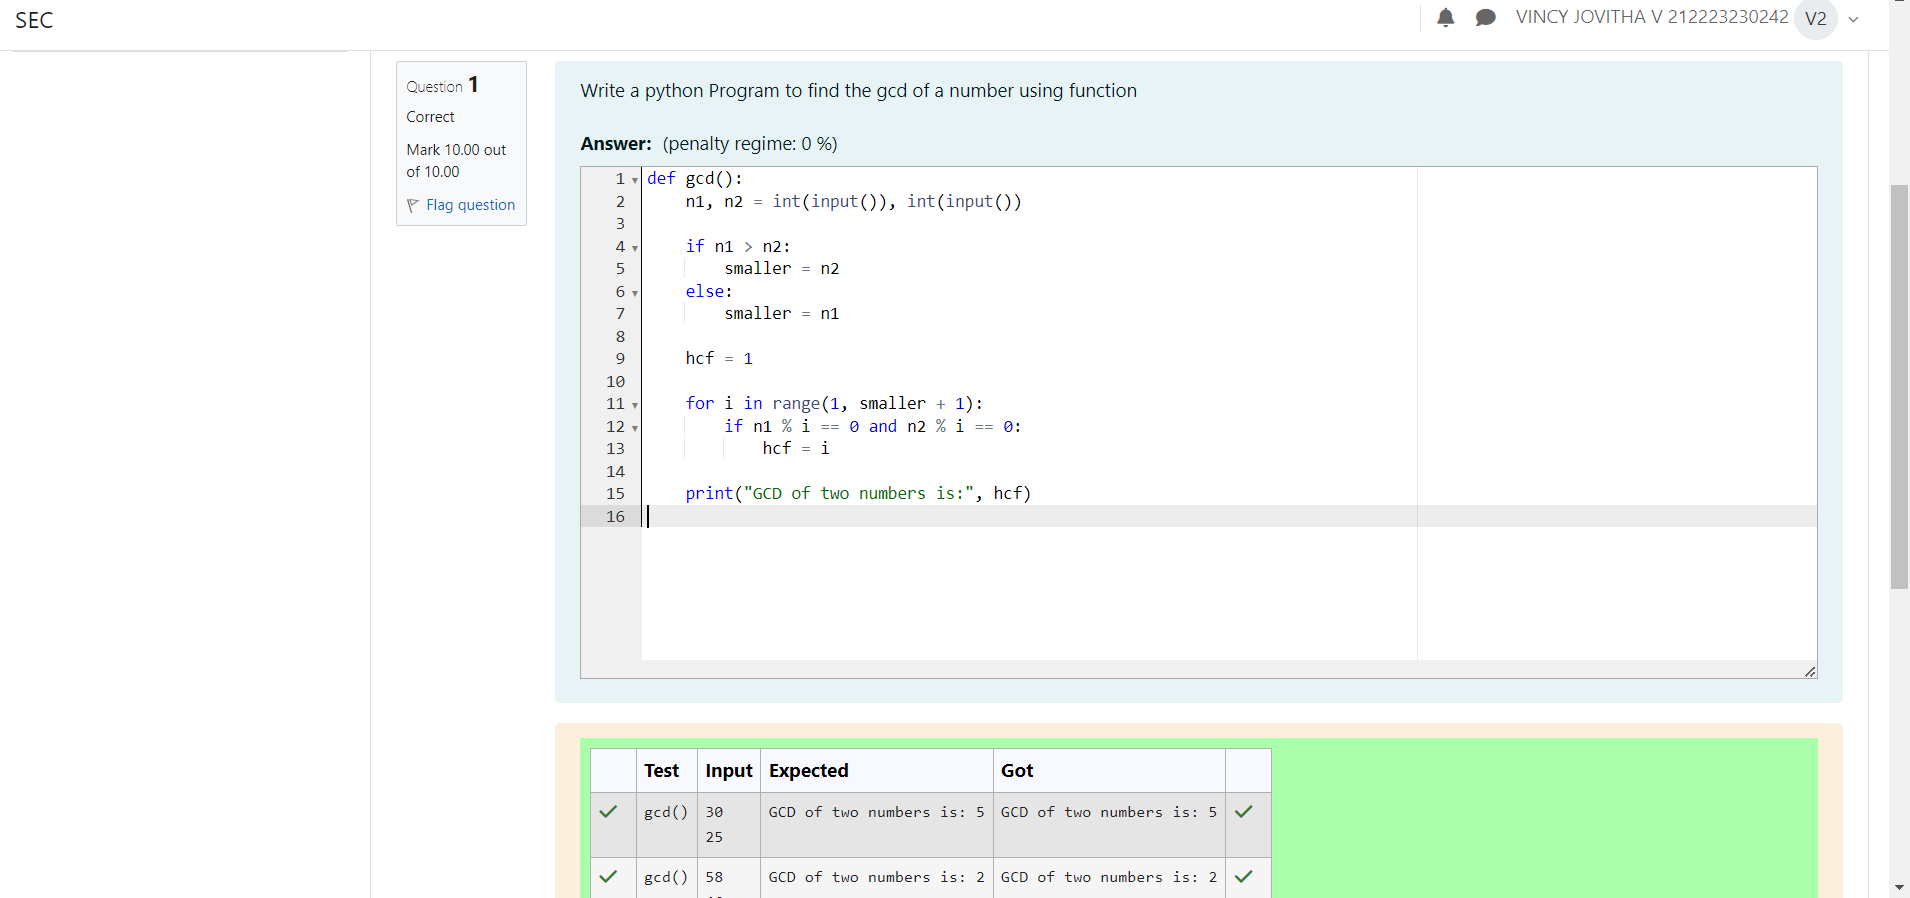 SEC
VINCY JOVITHA V 212223230242 V2
Question 1
Correct
Mark 10.00 out
of 10.00
Flag question
Write a python Program to find the gcd of a number using function
Answer: (penalty regime: 0 %)
1 def gcd():
2     n1, n2 = int(input()), int(input())
3
4     if n1 > n2:
5         smaller = n2
6     else:
7         smaller = n1
8
9     hcf = 1
10
11     for i in range(1, smaller + 1):
12         if n1 % i == 0 and n2 % i == 0:
13             hcf = i
14
15     print("GCD of two numbers is:", hcf)
16
Test Input Expected Got
gcd() 30 GCD of two numbers is: 5 GCD of two numbers is: 5
25
gcd() 58 GCD of two numbers is: 2 GCD of two numbers is: 2